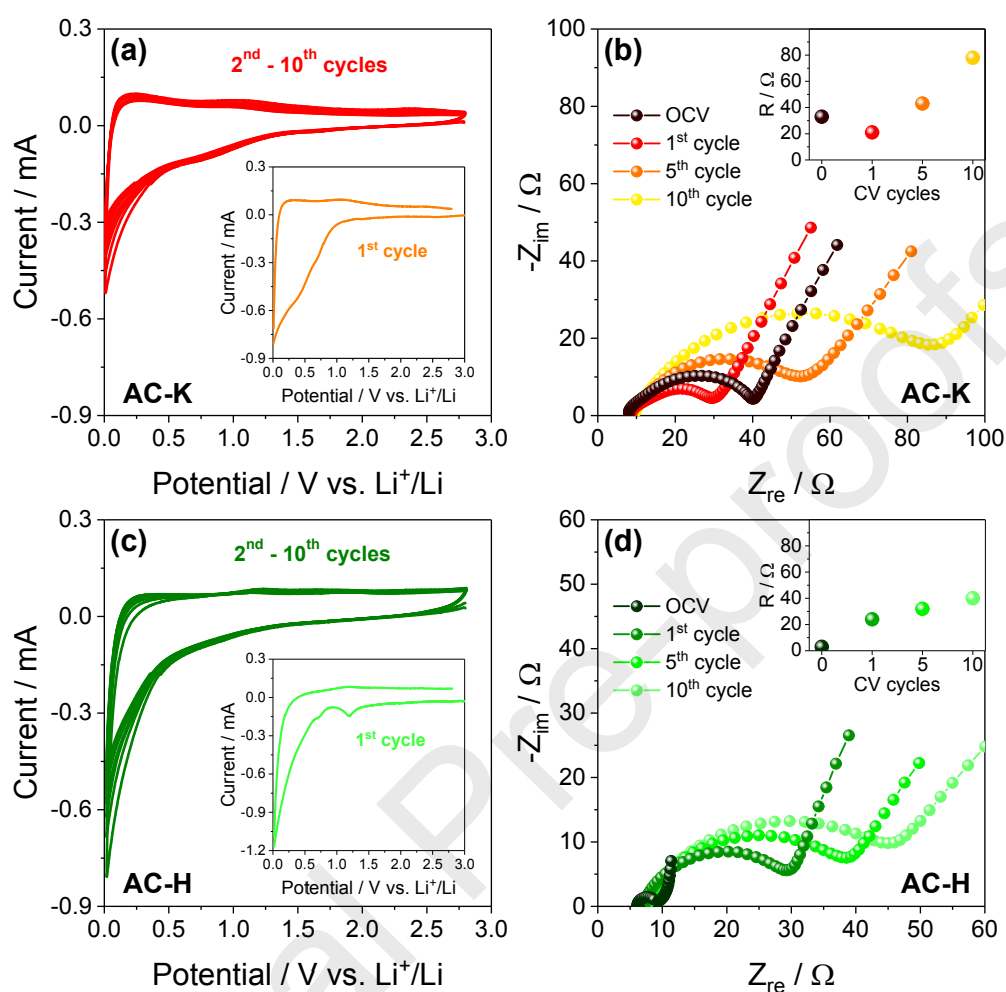 (a)
2nd - 10th cycles
0.3
0.0
-0.3
-0.6
-0.9
Current / mA
0.3
0.0
-0.3
-0.6
-0.9
Current / mA
1st cycle
0.0 0.5 1.0 1.5 2.0 2.5 3.0
Potential / V vs. Li+/Li
AC-K
0.0 0.5 1.0 1.5 2.0 2.5 3.0
Potential / V vs. Li+/Li
(b)
100
80
60
40
20
0
-Zim / Ω
OCV
1st cycle
5th cycle
10th cycle
80
60
40
20
0
R / Ω
0 1 5 10
CV cycles
AC-K
0 20 40 60 80 100
Zre / Ω
(c)
2nd - 10th cycles
0.3
0.0
-0.3
-0.6
-0.9
Current / mA
0.3
0.0
-0.3
-0.6
-0.9
-1.2
Current / mA
1st cycle
0.0 0.5 1.0 1.5 2.0 2.5 3.0
Potential / V vs. Li+/Li
AC-H
0.0 0.5 1.0 1.5 2.0 2.5 3.0
Potential / V vs. Li+/Li
(d)
60
50
40
30
20
10
0
-Zim / Ω
OCV
1st cycle
5th cycle
10th cycle
80
60
40
20
0
R / Ω
0 1 5 10
CV cycles
AC-H
0 10 20 30 40 50 60
Zre / Ω
al Pre-proofs